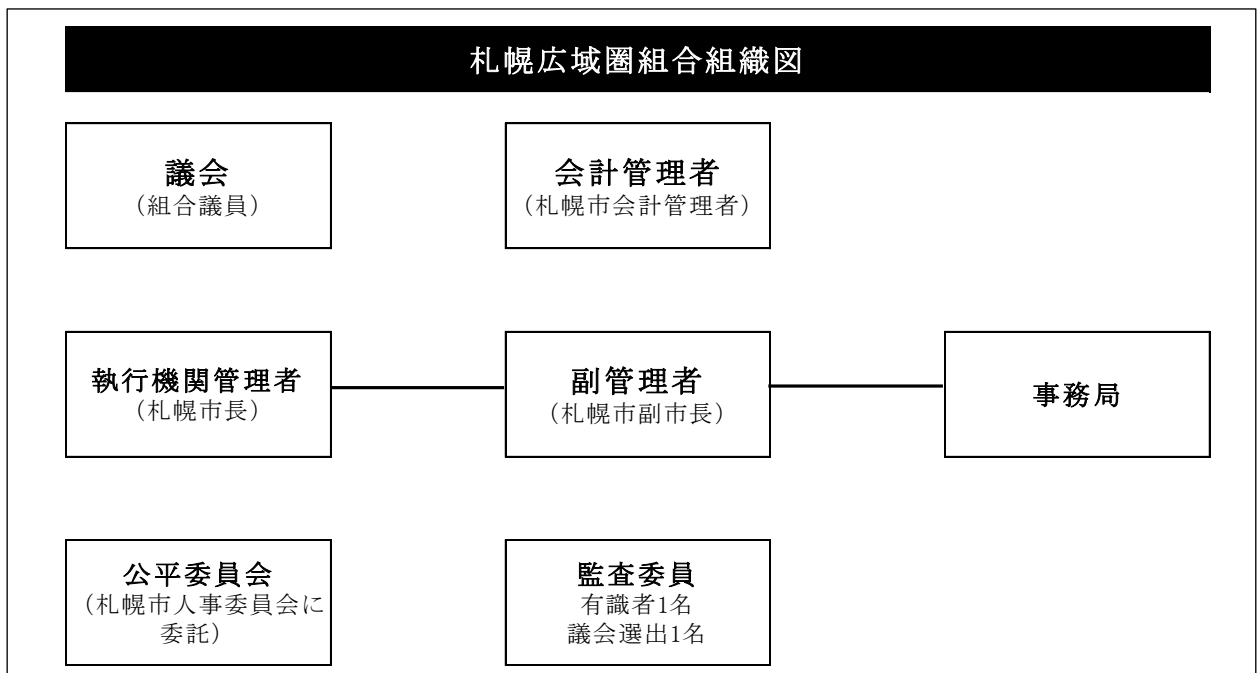 札幌広域圏組合組織図
議会
（組合議員）
会計管理者
（札幌市会計管理者）
執行機関管理者
（札幌市長）
副管理者
（札幌市副市長）
事務局
公平委員会
（札幌市人事委員会に
委託）
監査委員
有識者1名
議会選出1名